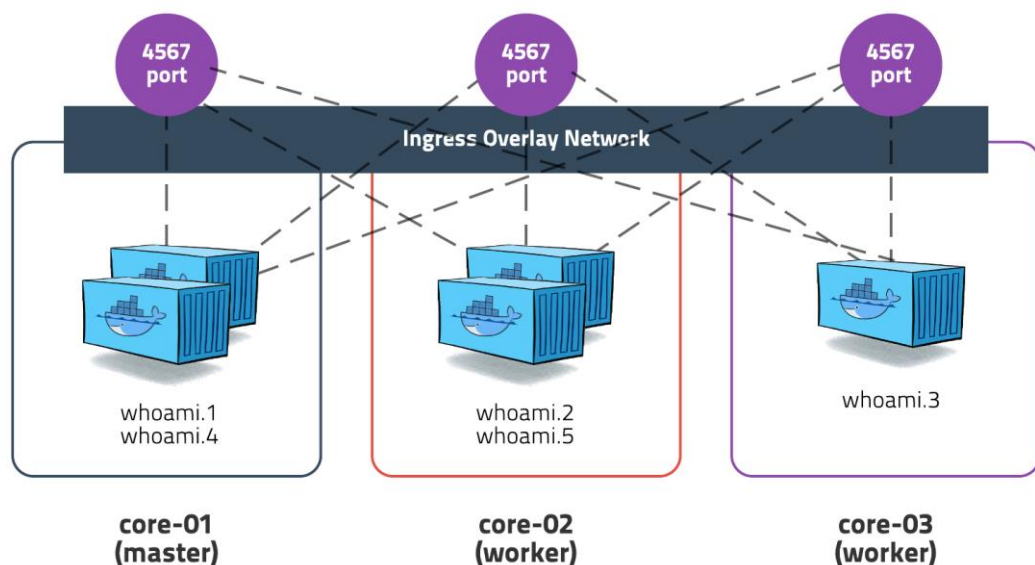 4567
port
4567
port
4567
port
Ingress Overlay Network
whoami.1
whoami.4
whoami.2
whoami.5
whoami.3
core-01
(master)
core-02
(worker)
core-03
(worker)